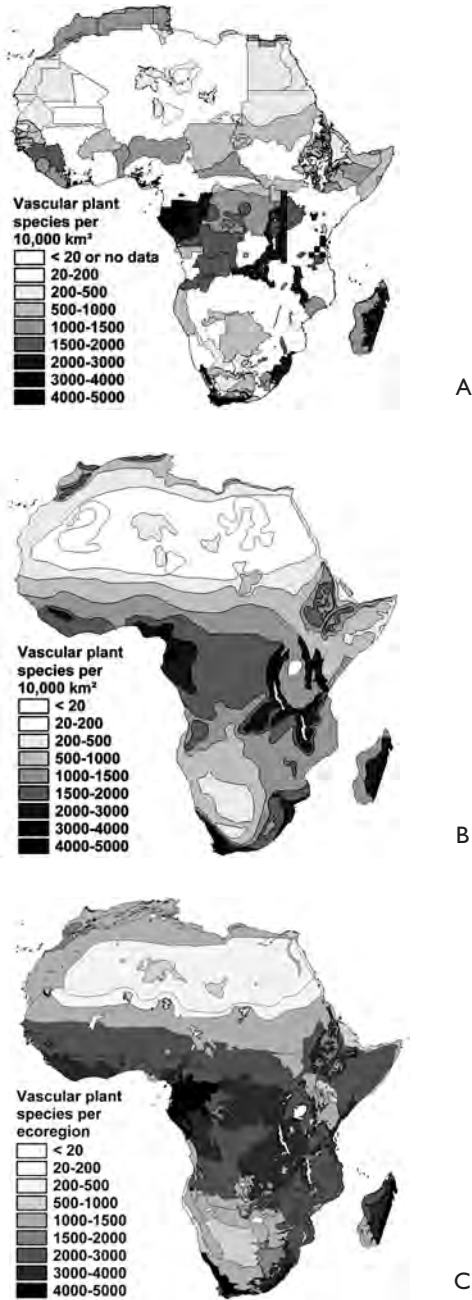 Vascular plant
species per
10,000 km²
< 20 or no data
20-200
200-500
500-1000
1000-1500
1500-2000
2000-3000
3000-4000
4000-5000
A
Vascular plant
species per
10,000 km²
< 20
20-200
200-500
500-1000
1000-1500
1500-2000
2000-3000
3000-4000
4000-5000
B
Vascular plant
species per
ecoregion
< 20
20-200
200-500
500-1000
1000-1500
1500-2000
2000-3000
3000-4000
4000-5000
C